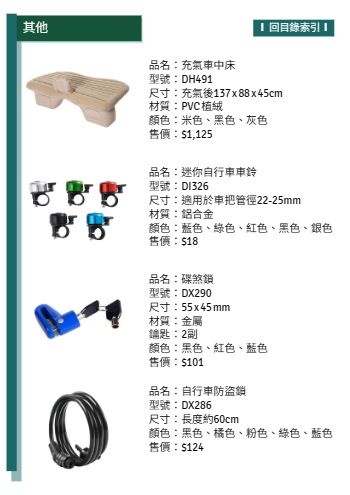 其他
回目錄索引
品名：充氣車中床
型號：DH491
尺寸：充氣後137x88x45cm
材質：PVC植絨
顏色：米色、黑色、灰色
售價：$1,125
品名：迷你自行車車鈴
型號：DI326
尺寸：適用於車把管徑22-25mm
材質：鋁合金
顏色：藍色、綠色、紅色、黑色、銀色
售價：$18
品名：碟煞鎖
型號：DX290
尺寸：55x45mm
材質：金屬
鑰匙：2副
顏色：黑色、紅色、藍色
售價：$101
品名：自行車防盜鎖
型號：DX286
尺寸：長度約60cm
顏色：黑色、橘色、粉色、綠色、藍色
售價：$124